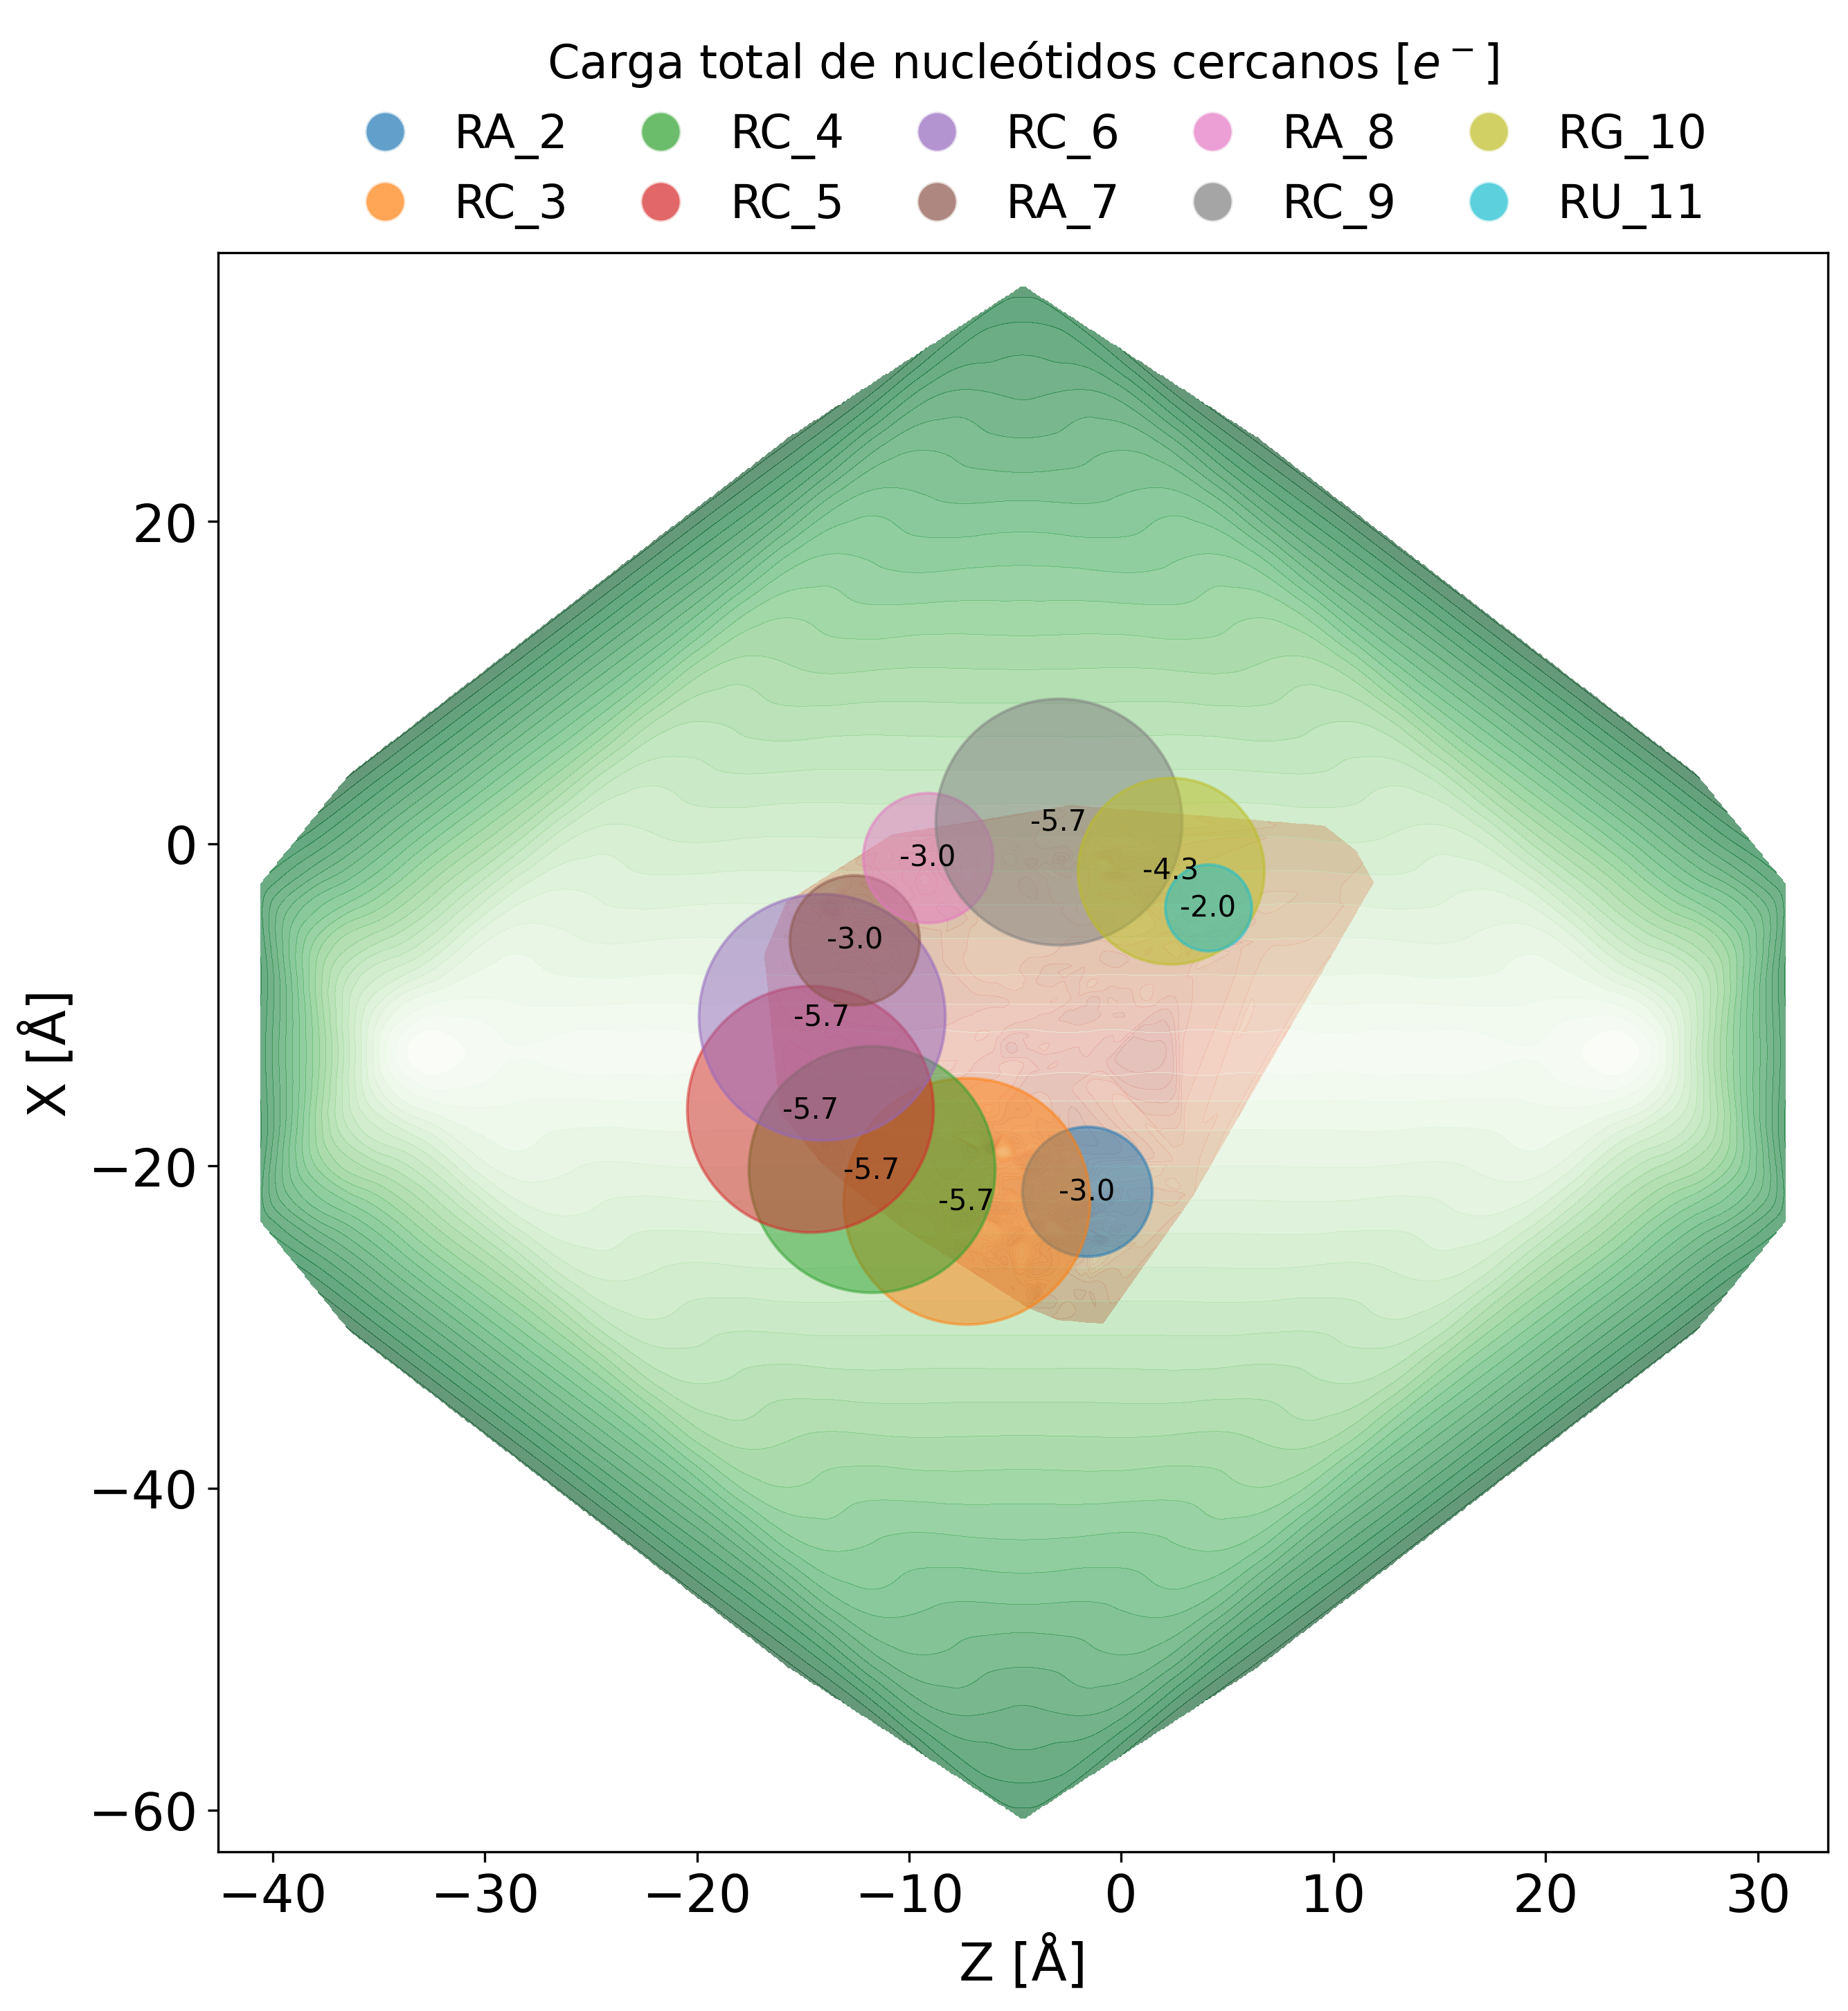 Carga total de nucleótidos cercanos [e⁻]
RA_2 RC_4 RC_6 RA_8 RG_10
RC_3 RC_5 RA_7 RC_9 RU_11
20
0
−20
−40
−60
X [Å]
-5.7
-3.0
-4.3
-2.0
-3.0
-5.7
-5.7
-5.7
-5.7
-3.0
−40 −30 −20 −10 0 10 20 30
Z [Å]